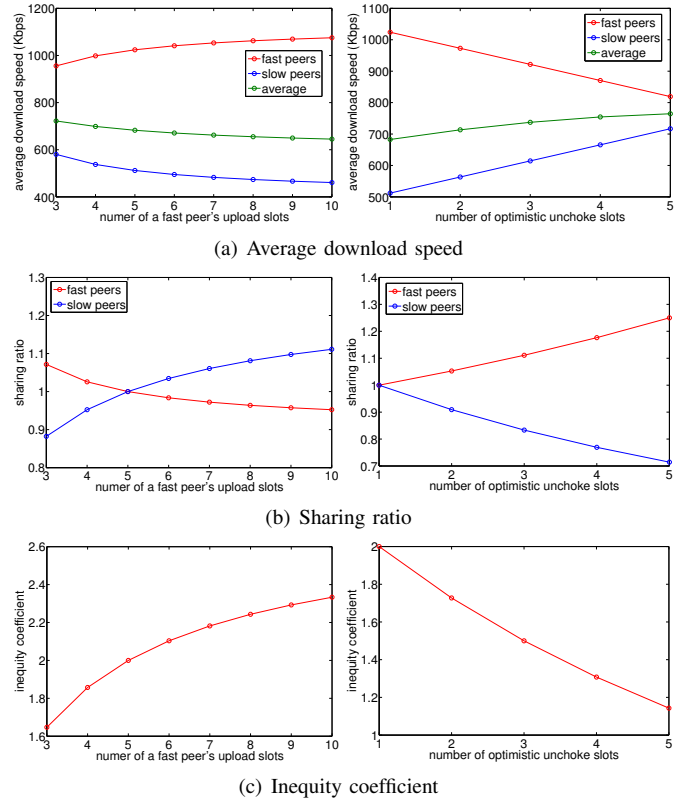 average download speed (Kbps)
1200
1000
800
600
400
3 4 5 6 7 8 9 10
numer of a fast peer's upload slots
fast peers
slow peers
average
average download speed (Kbps)
1100
1000
900
800
700
600
500
1 2 3 4 5
number of optimistic unchoke slots
fast peers
slow peers
average
(a) Average download speed
sharing ratio
1.3
1.2
1.1
1
0.9
0.8
3 4 5 6 7 8 9 10
numer of a fast peer's upload slots
fast peers
slow peers
sharing ratio
1.4
1.3
1.2
1.1
1
0.9
0.8
0.7
1 2 3 4 5
number of optimistic unchoke slots
fast peers
slow peers
(b) Sharing ratio
inequity coefficient
2.6
2.4
2.2
2
1.8
1.6
3 4 5 6 7 8 9 10
numer of a fast peer's upload slots
inequity coefficient
2
1.8
1.6
1.4
1.2
1
1 2 3 4 5
number of optimistic unchoke slots
(c) Inequity coefficient